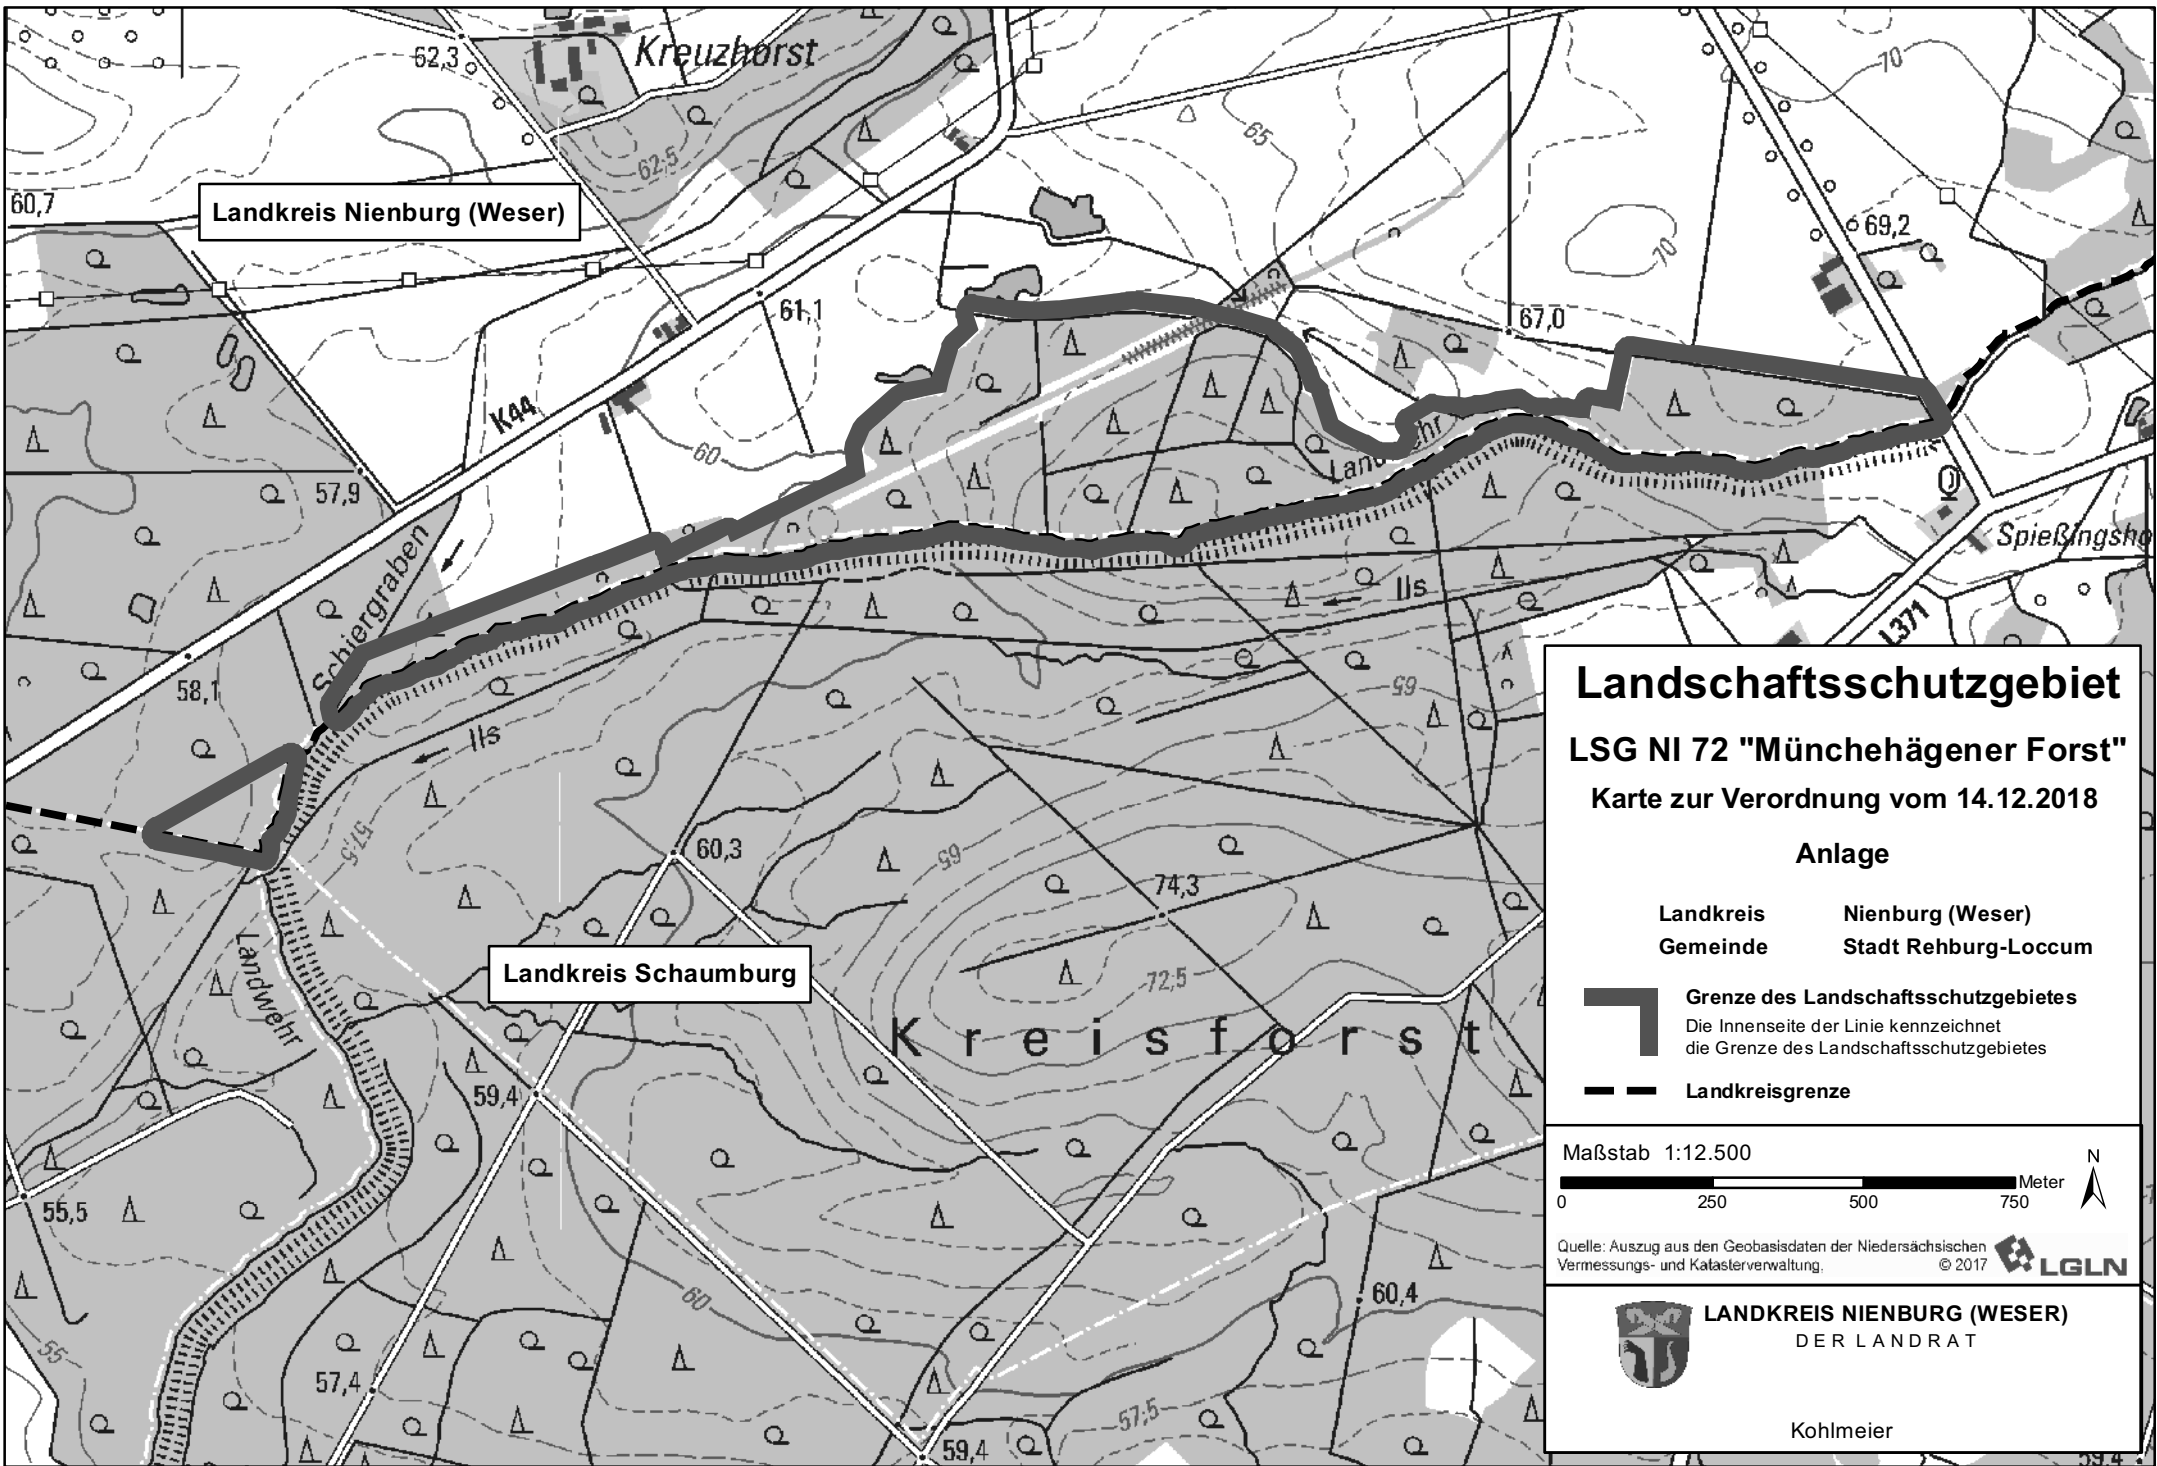 Kreuzhorst
62,3
62,5
60,7
Landkreis Nienburg (Weser)
65
70
69,2
70
61,1
67,0
K44
60
57,9
Schiergraben
Landwehr
Spießingsho
Ils
L371
58,1
Ils
57,5
65
60,3
65
74,3
Landwehr
Landkreis Schaumburg
72,5
Kreisforst
59,4
55,5
60
60,4
55
57,4
57,5
59,4
59,4
Landschaftsschutzgebiet
LSG NI 72 "Münchehägener Forst"
Karte zur Verordnung vom 14.12.2018
Anlage
Landkreis Nienburg (Weser)
Gemeinde Stadt Rehburg-Loccum
Grenze des Landschaftsschutzgebietes
Die Innenseite der Linie kennzeichnet
die Grenze des Landschaftsschutzgebietes
Landkreisgrenze
Maßstab 1:12.500
N
Meter
0 250 500 750
Quelle: Auszug aus den Geobasisdaten der Niedersächsischen
Vermessungs- und Katasterverwaltung, © 2017
LGLN
LANDKREIS NIENBURG (WESER)
DER LANDRAT
Kohlmeier